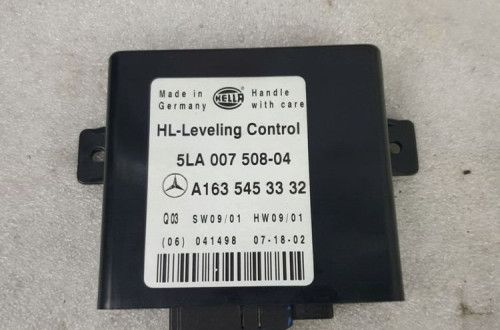 Made in Germany HELLA Handle with care
HL-Leveling Control
5LA 007 508-04
A163 545 33 32
Q03 SW09/01 HW09/01
(06) 041498 07-18-02